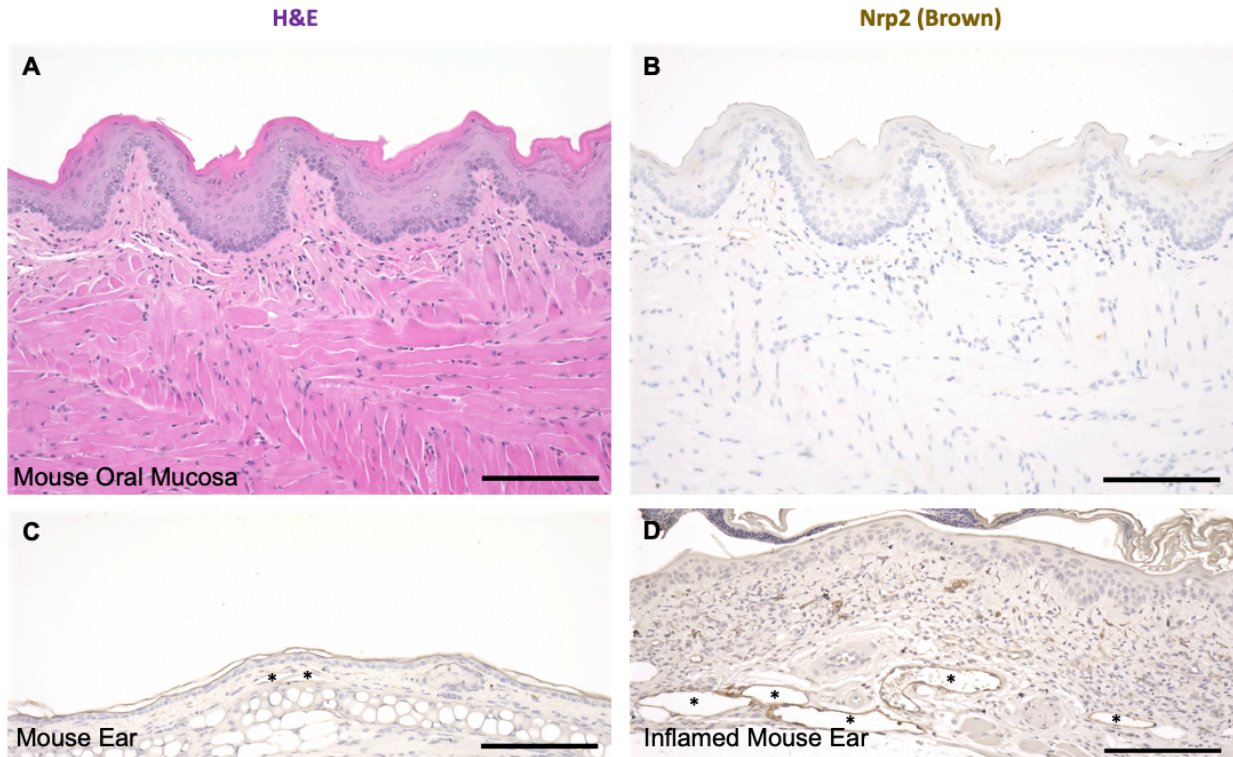 H&E
Nrp2 (Brown)
A
B
Mouse Oral Mucosa
C
D
* *
* * * * *
Mouse Ear
Inflamed Mouse Ear